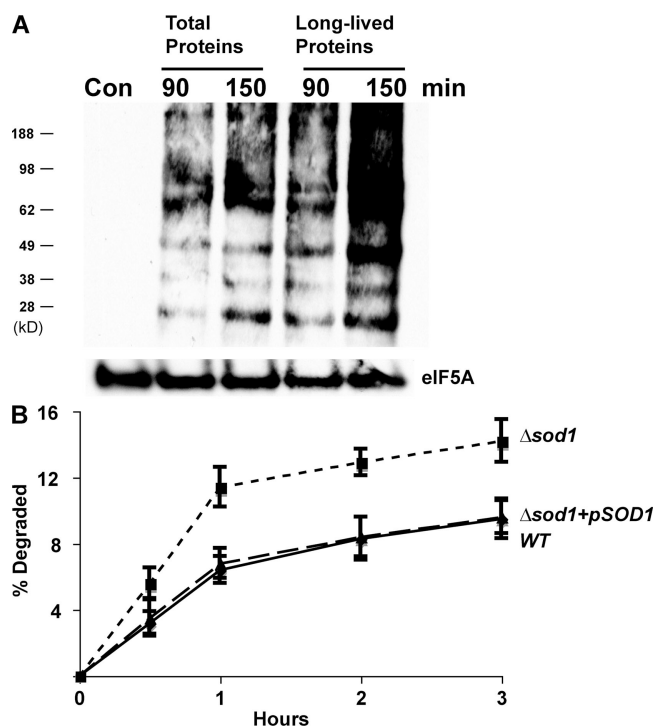 A
Total Proteins
Long-lived Proteins
Con 90 150 90 150 min
188
98
62
49
38
28
(kD)
eIF5A
B
% Degraded
16
12
8
4
0 1 2 3
Hours
Δsod1
Δsod1+pSOD1
WT